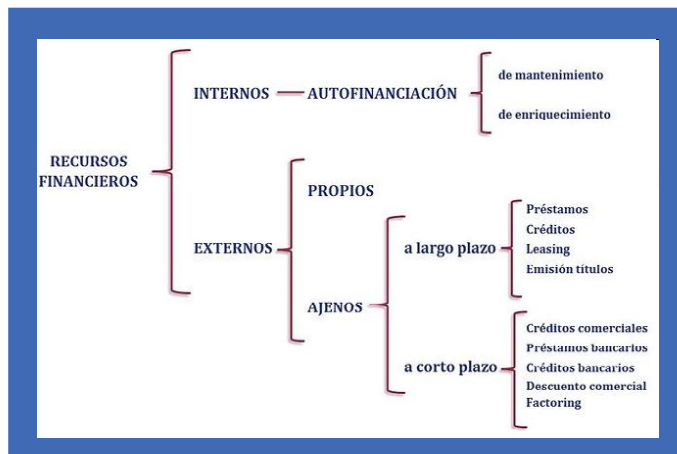 RECURSOS
FINANCIEROS
INTERNOS
AUTOFINANCIACIÓN
de mantenimiento
de enriquecimiento
EXTERNOS
PROPIOS
AJENOS
a largo plazo
Préstamos
Créditos
Leasing
Emisión títulos
a corto plazo
Créditos comerciales
Préstamos bancarios
Créditos bancarios
Descuento comercial
Factoring